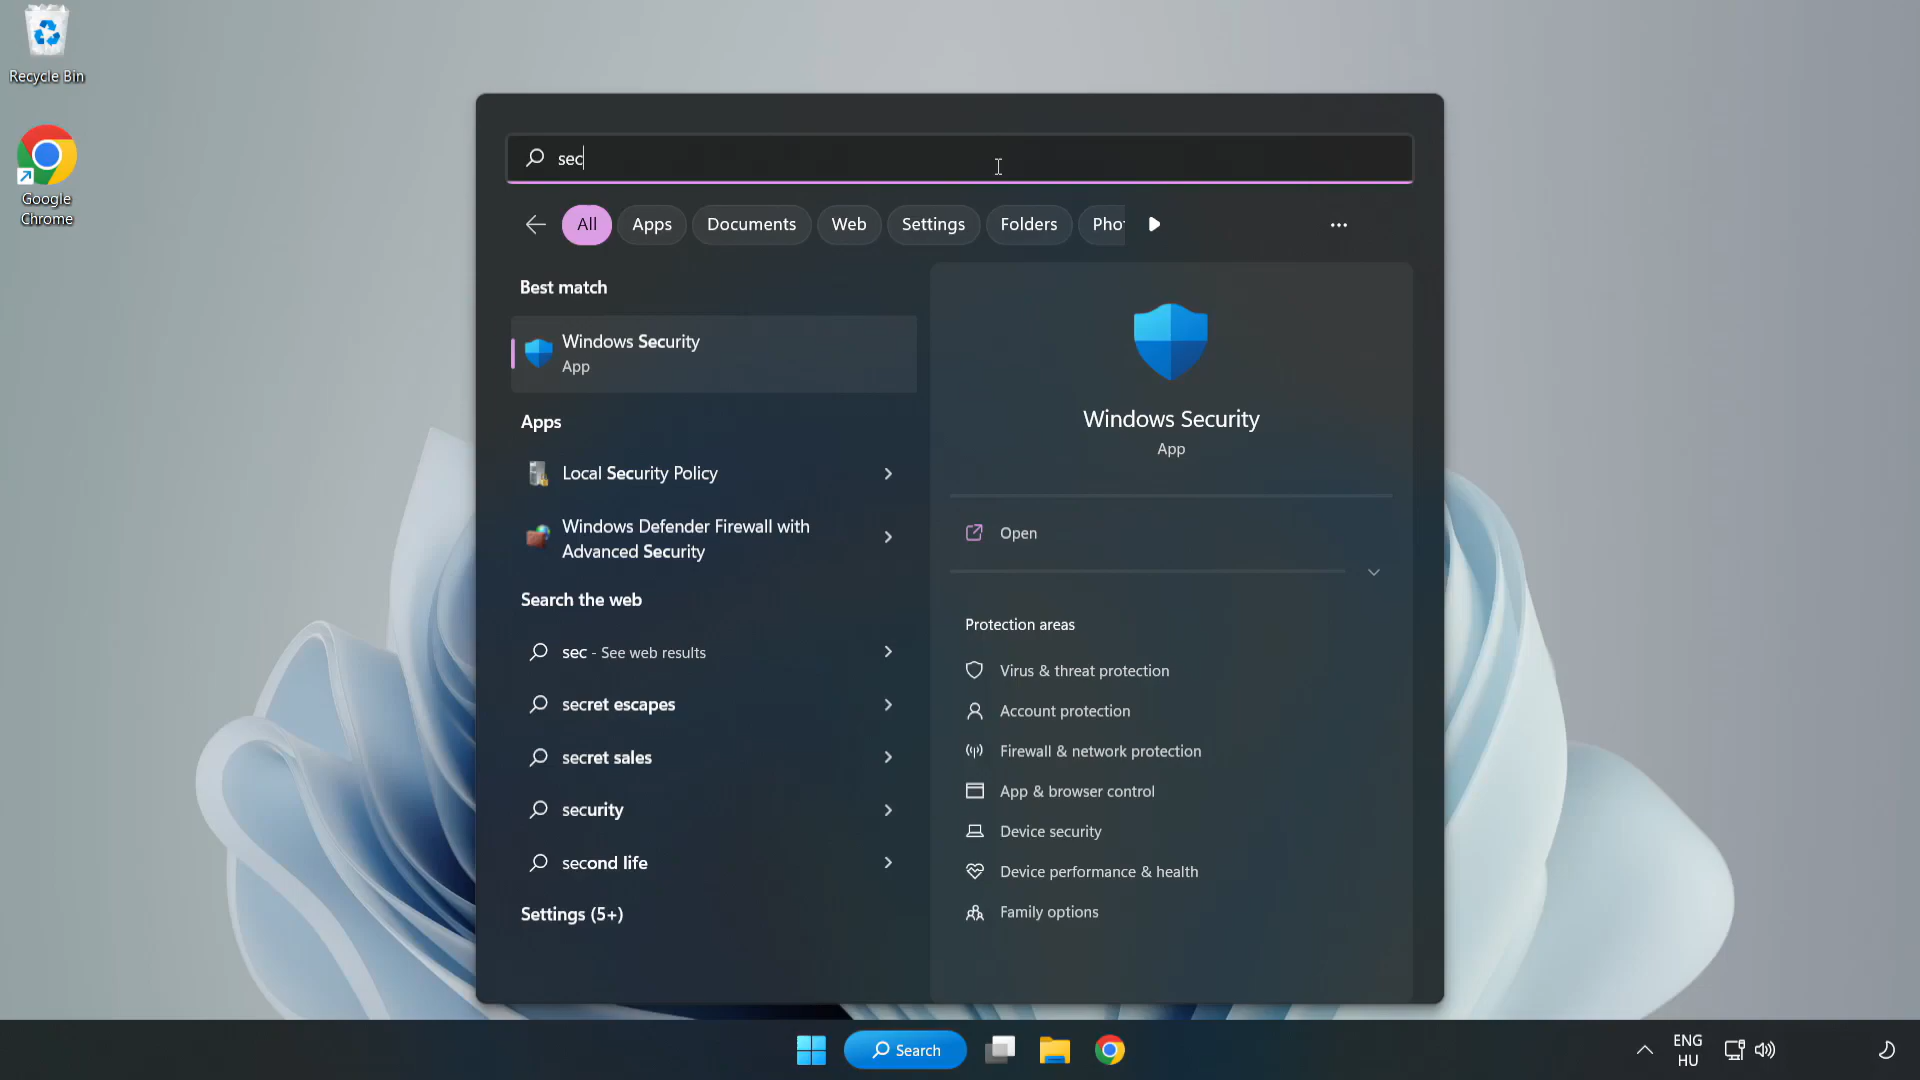 Recycle Bin
Google
Chrome
sec
All
Apps
Documents
Web
Settings
Folders
Pho
Best match
Windows Security
App
Apps
Local Security Policy
Windows Defender Firewall with
Advanced Security
Search the web
sec - See web results
secret escapes
secret sales
security
second life
Settings (5+)
Windows Security
App
Open
Protection areas
Virus & threat protection
Account protection
Firewall & network protection
App & browser control
Device security
Device performance & health
Family options
Search
ENG
HU